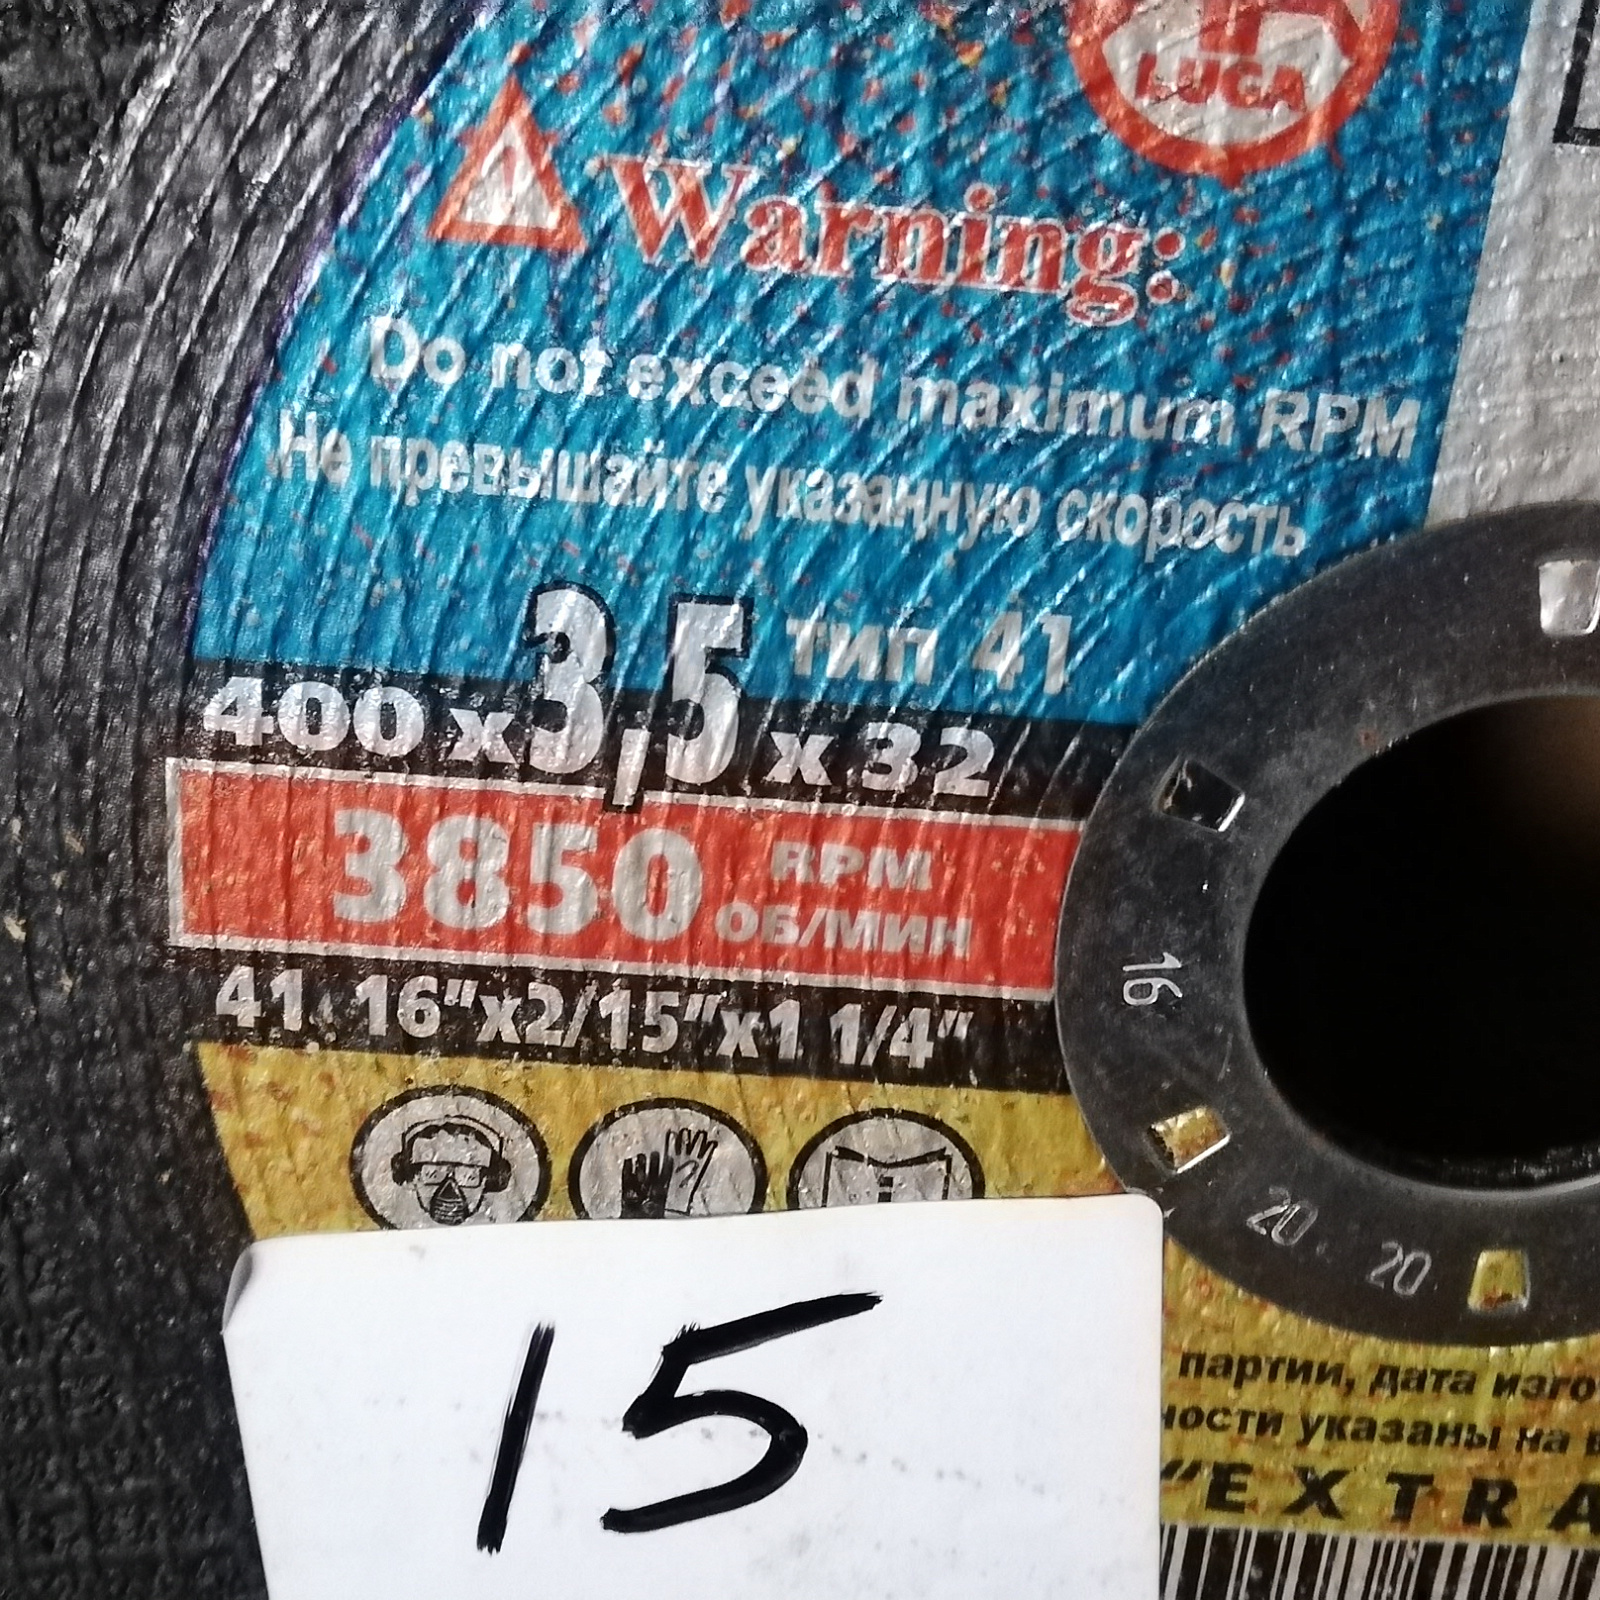 LUGA
Warning:
Do not exceed maximum RPM
Не превышайте указанную скорость
тип 41
400 x 3,5 x 32
3850 RPM
ОБ/МИН
41 16"x2/15"x1 1/4"
16
20 20
партии, дата изго
ности указаны на в
"EXTRA
15